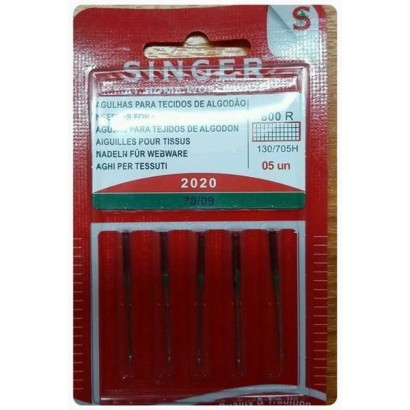 S
SINGER
AGULHAS PARA TECIDOS DE ALGODÃO
AGUJAS PARA TEJIDOS DE ALGODON
AIGUILLES POUR TISSUS
NADELN FÜR WEBWARE
AGHI PER TESSUTI
130/705H
05 un
2020
70/09